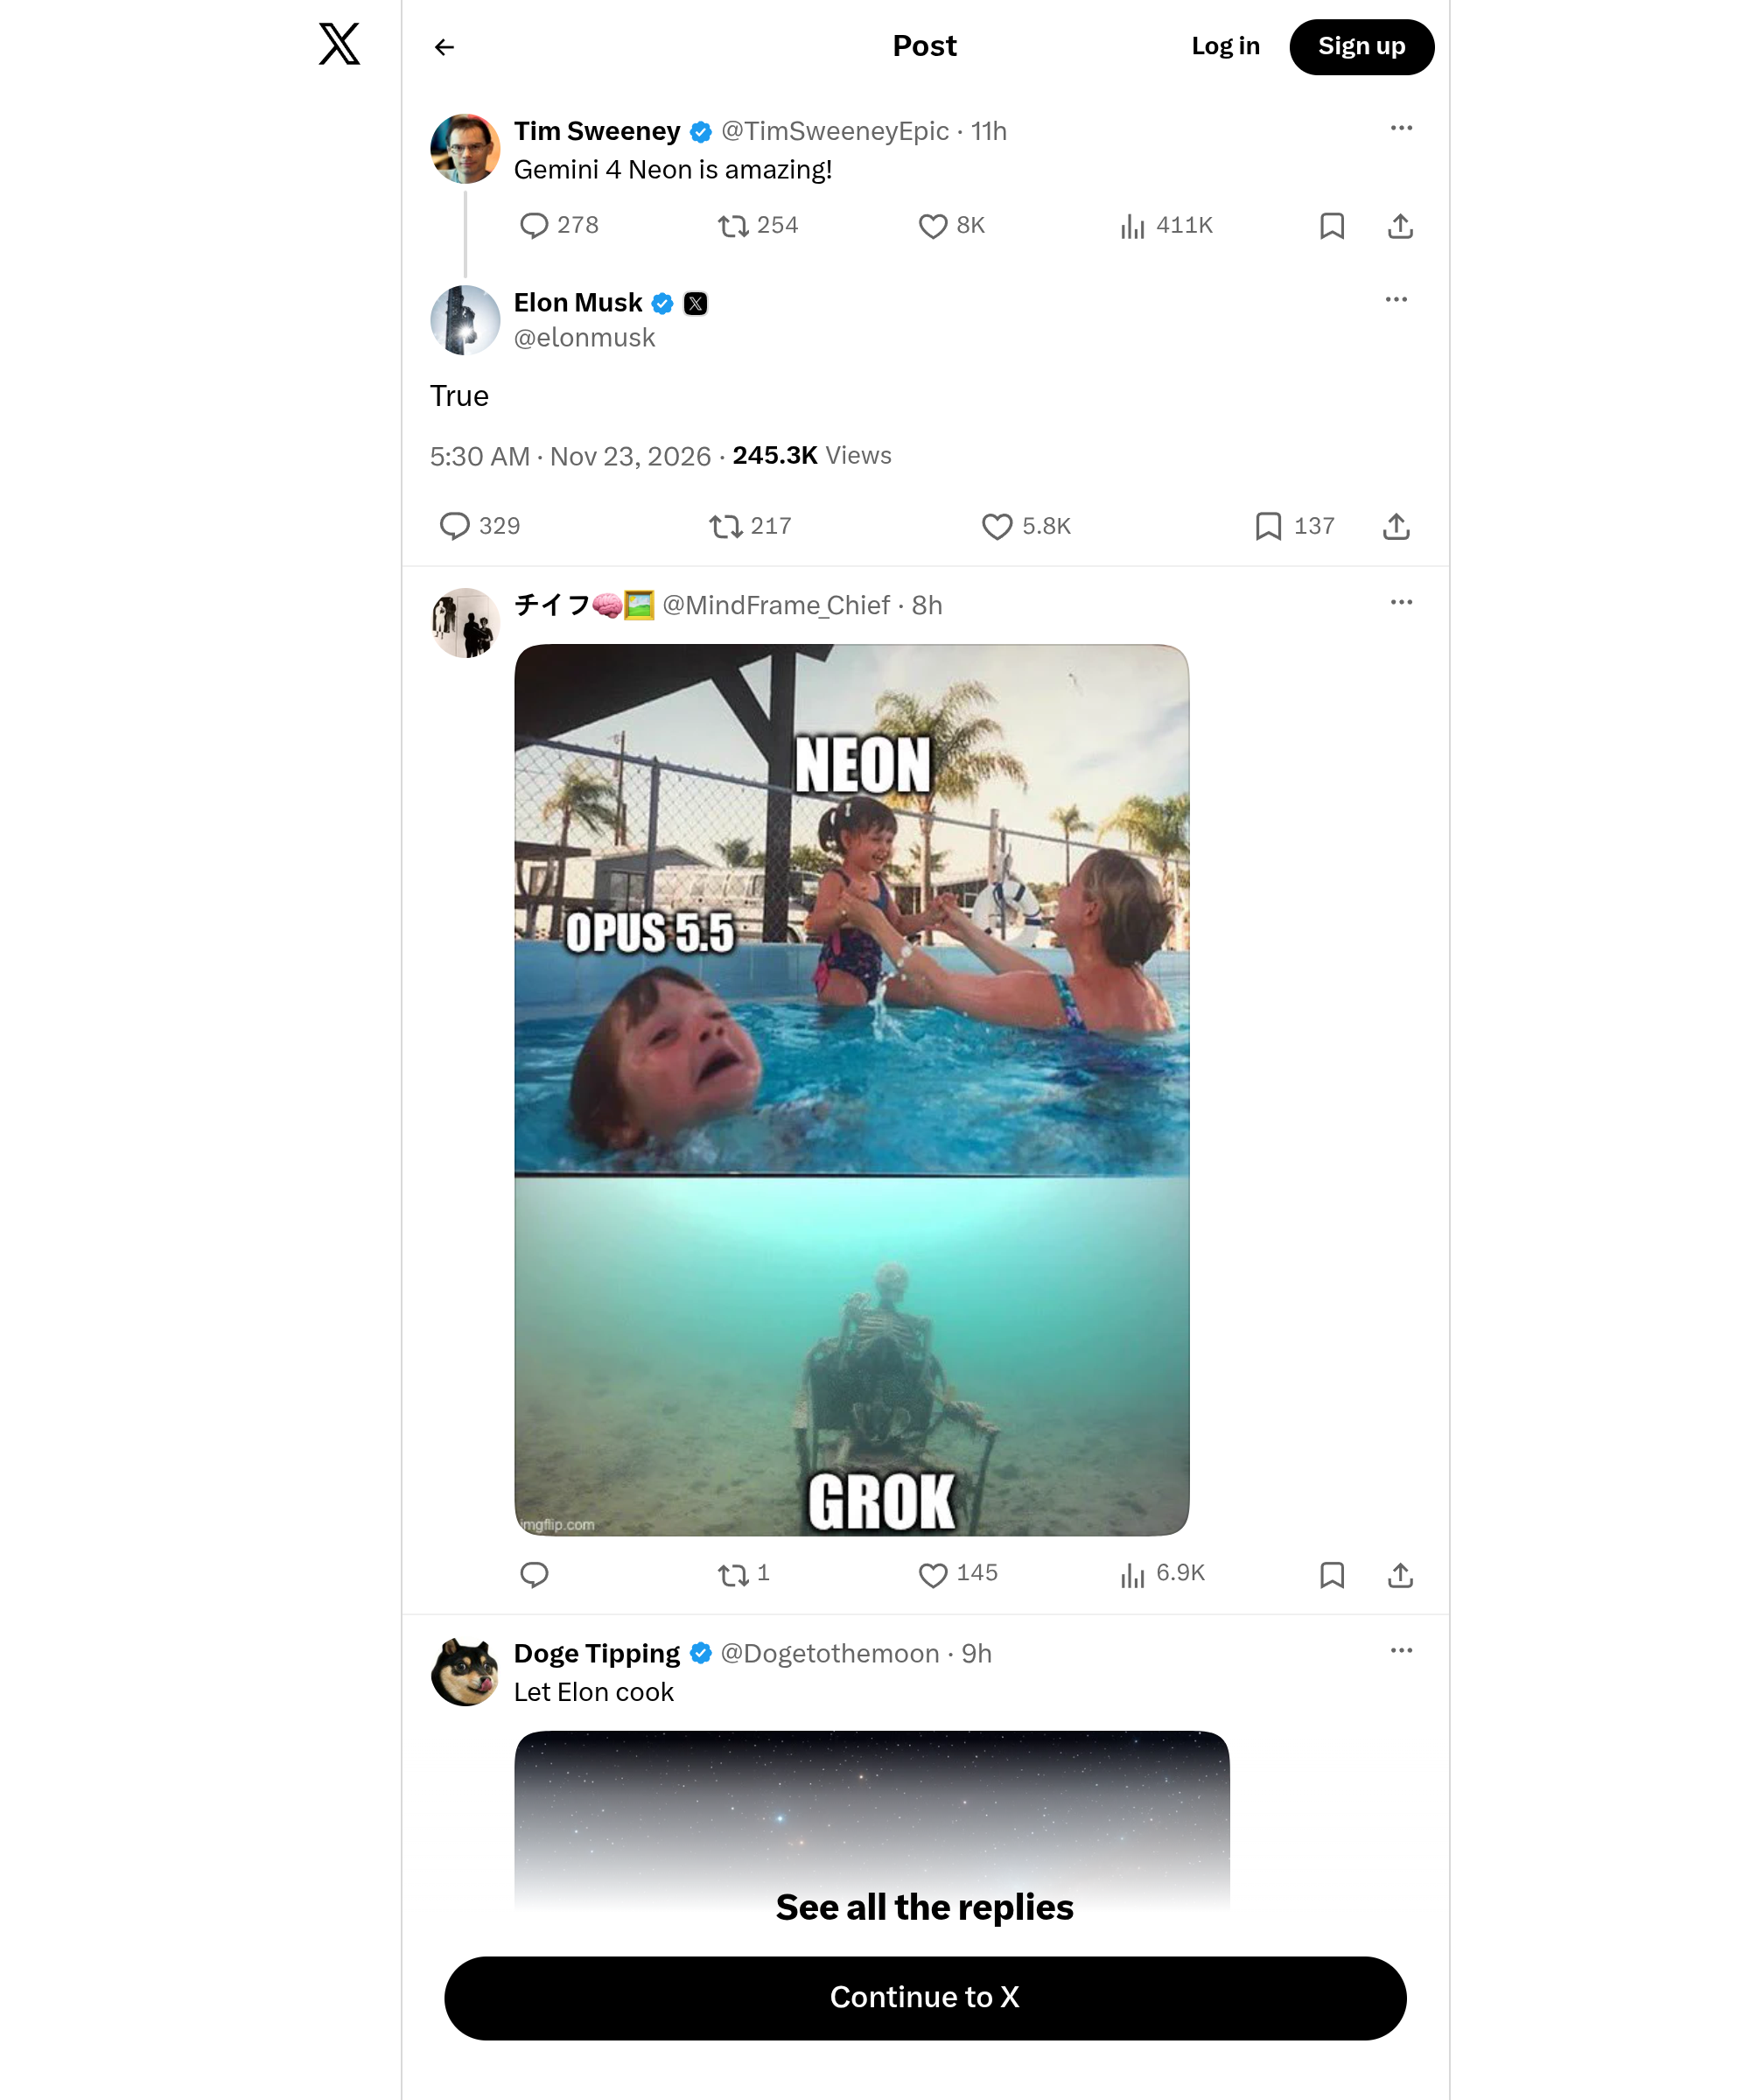 Post
Log in
Sign up
Tim Sweeney @TimSweeneyEpic · 11h
Gemini 4 Neon is amazing!
278 254 8K 411K
Elon Musk
@elonmusk
True
5:30 AM · Nov 23, 2026 · 245.3K Views
329 217 5.8K 137
チイフ🧠🖼️ @MindFrame_Chief · 8h
NEON
OPUS 5.5
GROK
imgflip.com
1 145 6.9K
Doge Tipping @Dogetothemoon · 9h
Let Elon cook
See all the replies
Continue to X